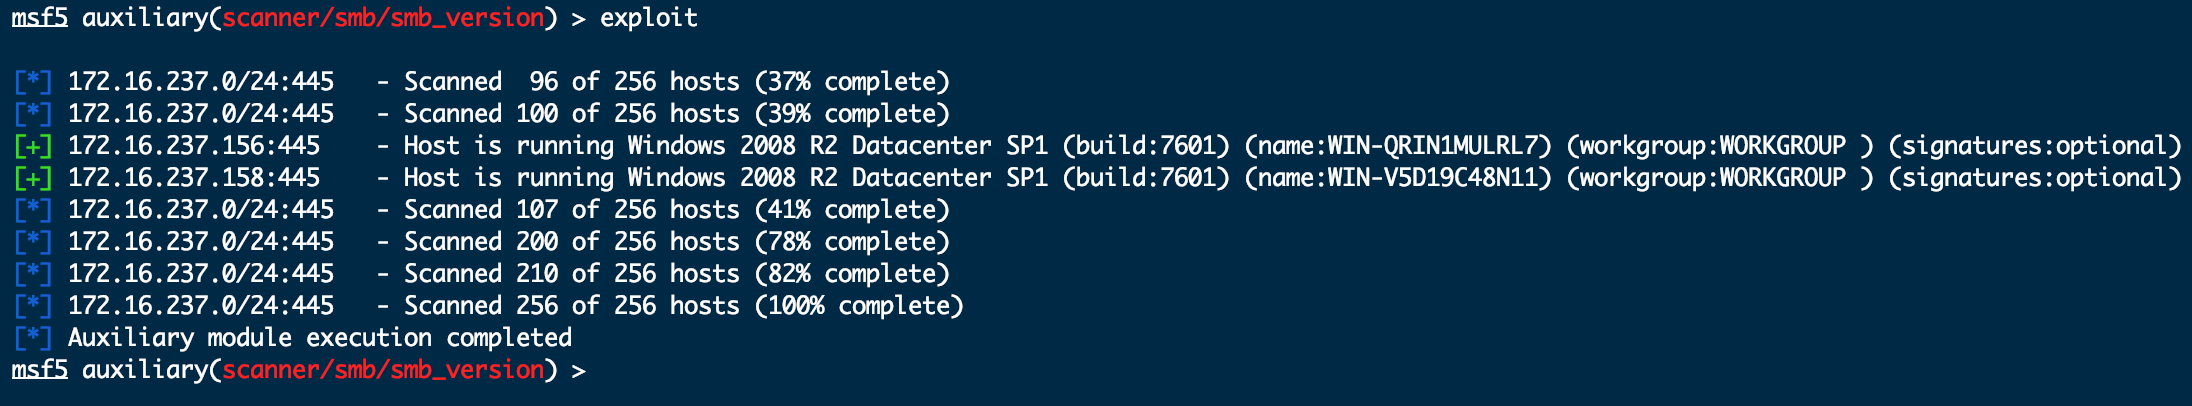 msf5 auxiliary(scanner/smb/smb_version) > exploit
[*] 172.16.237.0/24:445   - Scanned  96 of 256 hosts (37% complete)
[*] 172.16.237.0/24:445   - Scanned 100 of 256 hosts (39% complete)
[+] 172.16.237.156:445    - Host is running Windows 2008 R2 Datacenter SP1 (build:7601) (name:WIN-QRIN1MULRL7) (workgroup:WORKGROUP ) (signatures:optional)
[+] 172.16.237.158:445    - Host is running Windows 2008 R2 Datacenter SP1 (build:7601) (name:WIN-V5D19C48N11) (workgroup:WORKGROUP ) (signatures:optional)
[*] 172.16.237.0/24:445   - Scanned 107 of 256 hosts (41% complete)
[*] 172.16.237.0/24:445   - Scanned 200 of 256 hosts (78% complete)
[*] 172.16.237.0/24:445   - Scanned 210 of 256 hosts (82% complete)
[*] 172.16.237.0/24:445   - Scanned 256 of 256 hosts (100% complete)
[*] Auxiliary module execution completed
msf5 auxiliary(scanner/smb/smb_version) >